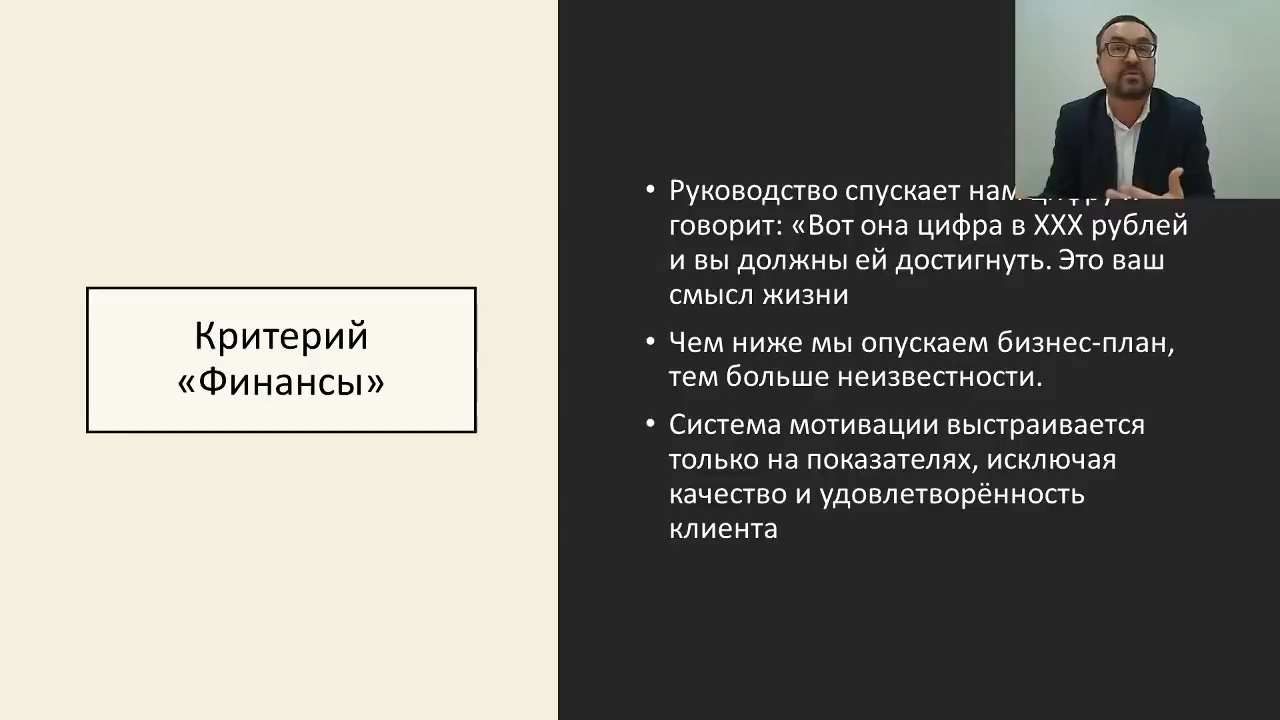 Критерий
«Финансы»
• Руководство спускает нам
говорит: «Вот она цифра в XXX рублей
и вы должны ей достигнуть. Это ваш
смысл жизни
• Чем ниже мы опускаем бизнес-план,
тем больше неизвестности.
• Система мотивации выстраивается
только на показателях, исключая
качество и удовлетворённость
клиента